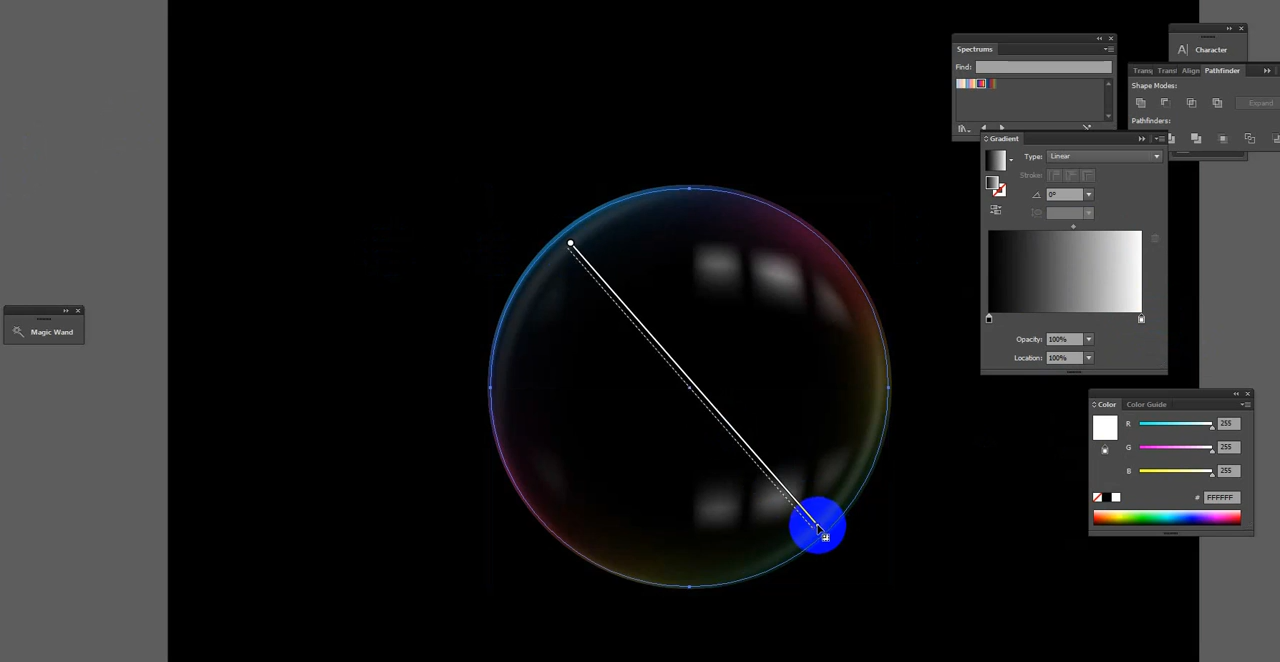 Spectrums
Find:
Character
Align
Pathfinder
Shape Modes:
Expand
Pathfinders:
Gradient
Type: Linear
Stroke:
0°
Opacity: 100%
Location: 100%
Magic Wand
Color Color Guide
R 255
G 255
B 255
# FFFFFF